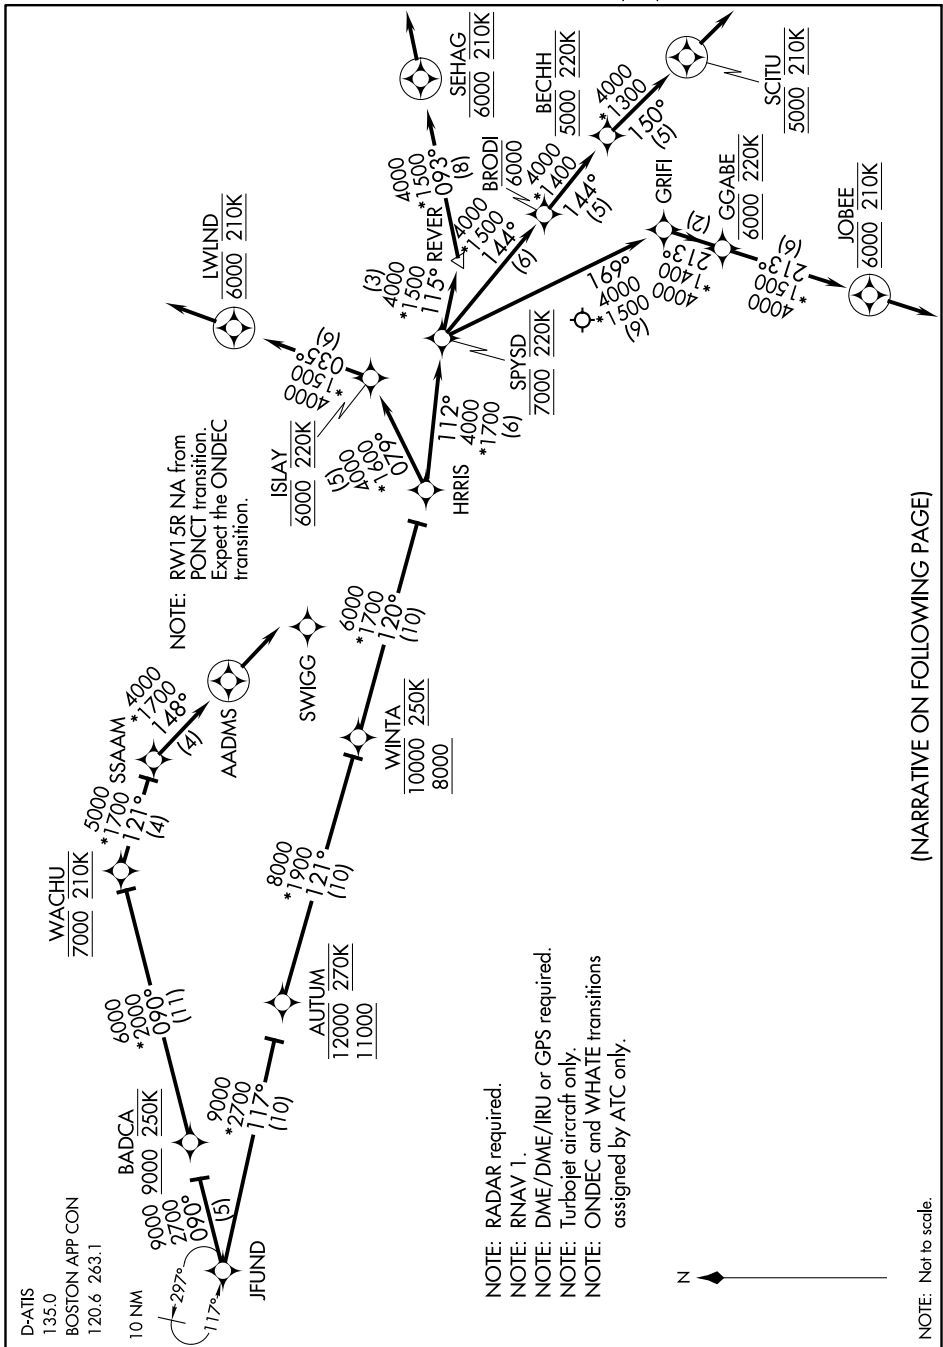 D-ATIS
135.0
BOSTON APP CON
120.6 263.1
10 NM
297°
117°
JFUND
9000
2700
090°
(5)
BADCA
9000 250K
6000
*2000
090°
(11)
WACHU
7000 210K
5000
*1700
121°
(4)
SSAAM
4000
*1700
148°
(4)
AADMS
SWIGG
NOTE: RW15R NA from
PONCT transition.
Expect the ONDEC
transition.
9000
*2700
117°
(10)
AUTUM
12000 270K
11000
8000
*1900
121°
(10)
WINTA
10000 250K
8000
6000
*1700
120°
(10)
HRRIS
(5)
4000
*1600
079°
ISLAY
6000 220K
4000
*1500
035°
(6)
LWLND
6000 210K
112°
4000
*1700
(6)
SPYSD
7000 220K
(3)
4000
*1500
115°
REVER
4000
*1500
093°
(8)
SEHAG
6000 210K
4000
*1500
144°
(6)
BRODI
6000
4000
*1400
144°
(5)
BECHH
5000 220K
4000
*1300
150°
(5)
SCITU
5000 210K
169°
4000
*1500
(9)
GRIFI
(2)
213°
*1400
4000
GGABE
6000 220K
(6)
213°
*1500
4000
JOBEE
6000 210K
NOTE: RADAR required.
NOTE: RNAV 1.
NOTE: DME/DME/IRU or GPS required.
NOTE: Turbojet aircraft only.
NOTE: ONDEC and WHATE transitions
assigned by ATC only.
N
(NARRATIVE ON FOLLOWING PAGE)
NOTE: Not to scale.